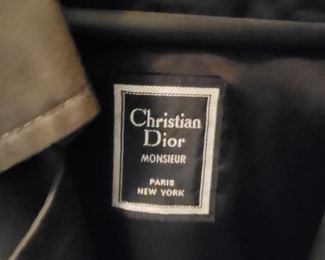 Christian
Dior
MONSIEUR
PARIS
NEW YORK